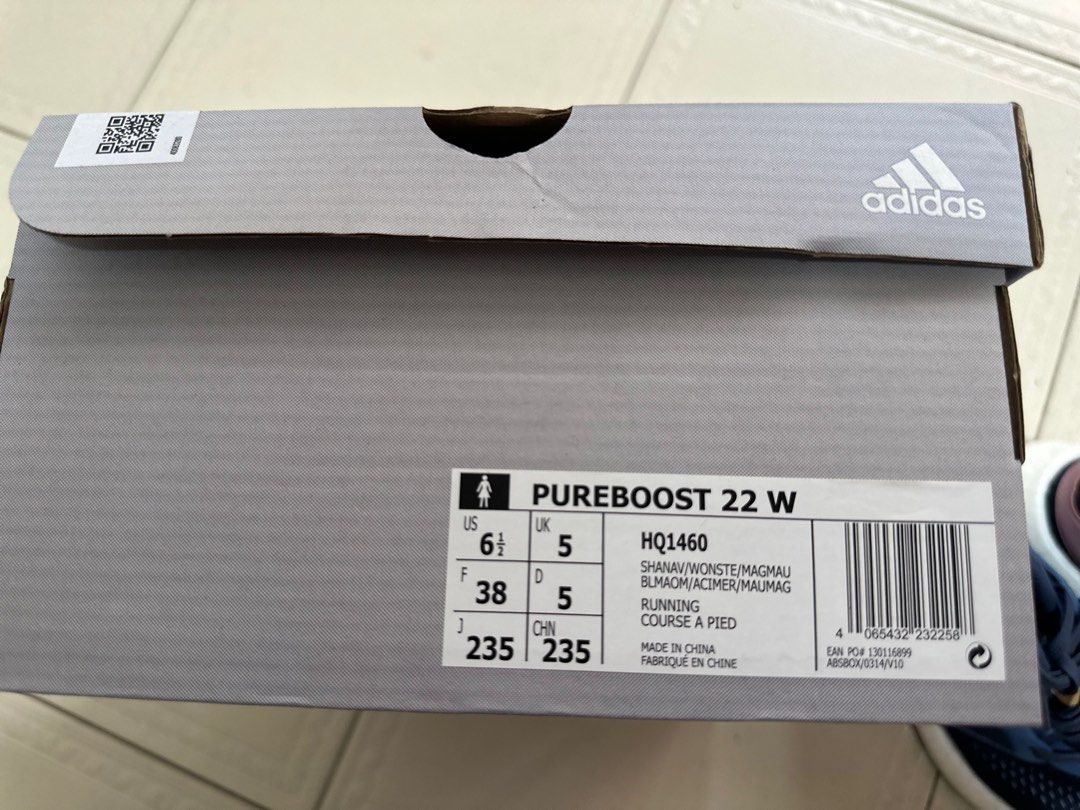 adidas
PUREBOOST 22 W
US 6½ UK 5
F 38 D 5
J 235 CHN 235
HQ1460
SHANAV/WONSTE/MAGMAU
BLMAOM/ACIMER/MAUMAG
RUNNING
COURSE A PIED
MADE IN CHINA
FABRIQUÉ EN CHINE
4 065432 232258
EAN PO# 130116899
ABSBOX/0314/V10